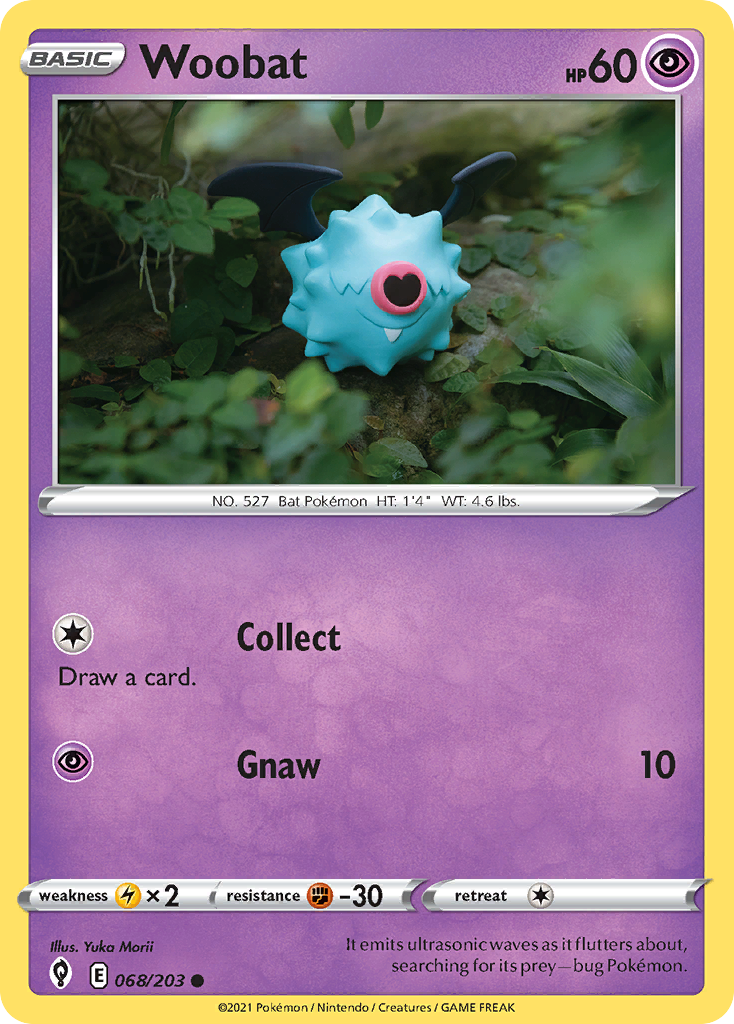 BASIC Woobat HP60
NO. 527 Bat Pokémon HT: 1'4" WT: 4.6 lbs.
Collect
Draw a card.
Gnaw 10
weakness ×2 resistance -30 retreat
Illus. Yuka Morii
It emits ultrasonic waves as it flutters about,
searching for its prey—bug Pokémon.
E 068/203
©2021 Pokémon / Nintendo / Creatures / GAME FREAK